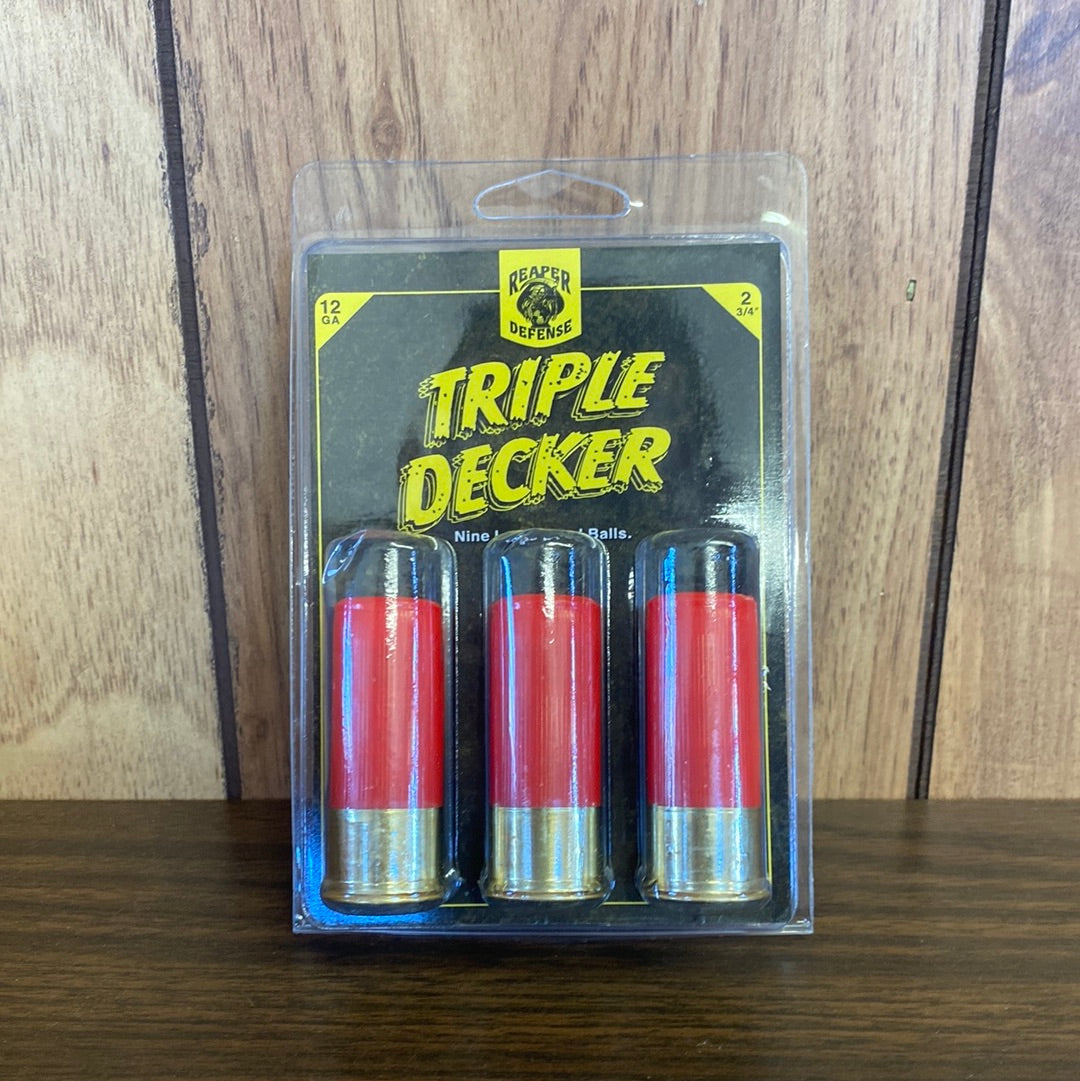 REAPER
DEFENSE
12
GA
2
3/4"
TRIPLE
DECKER
Nine Balls.